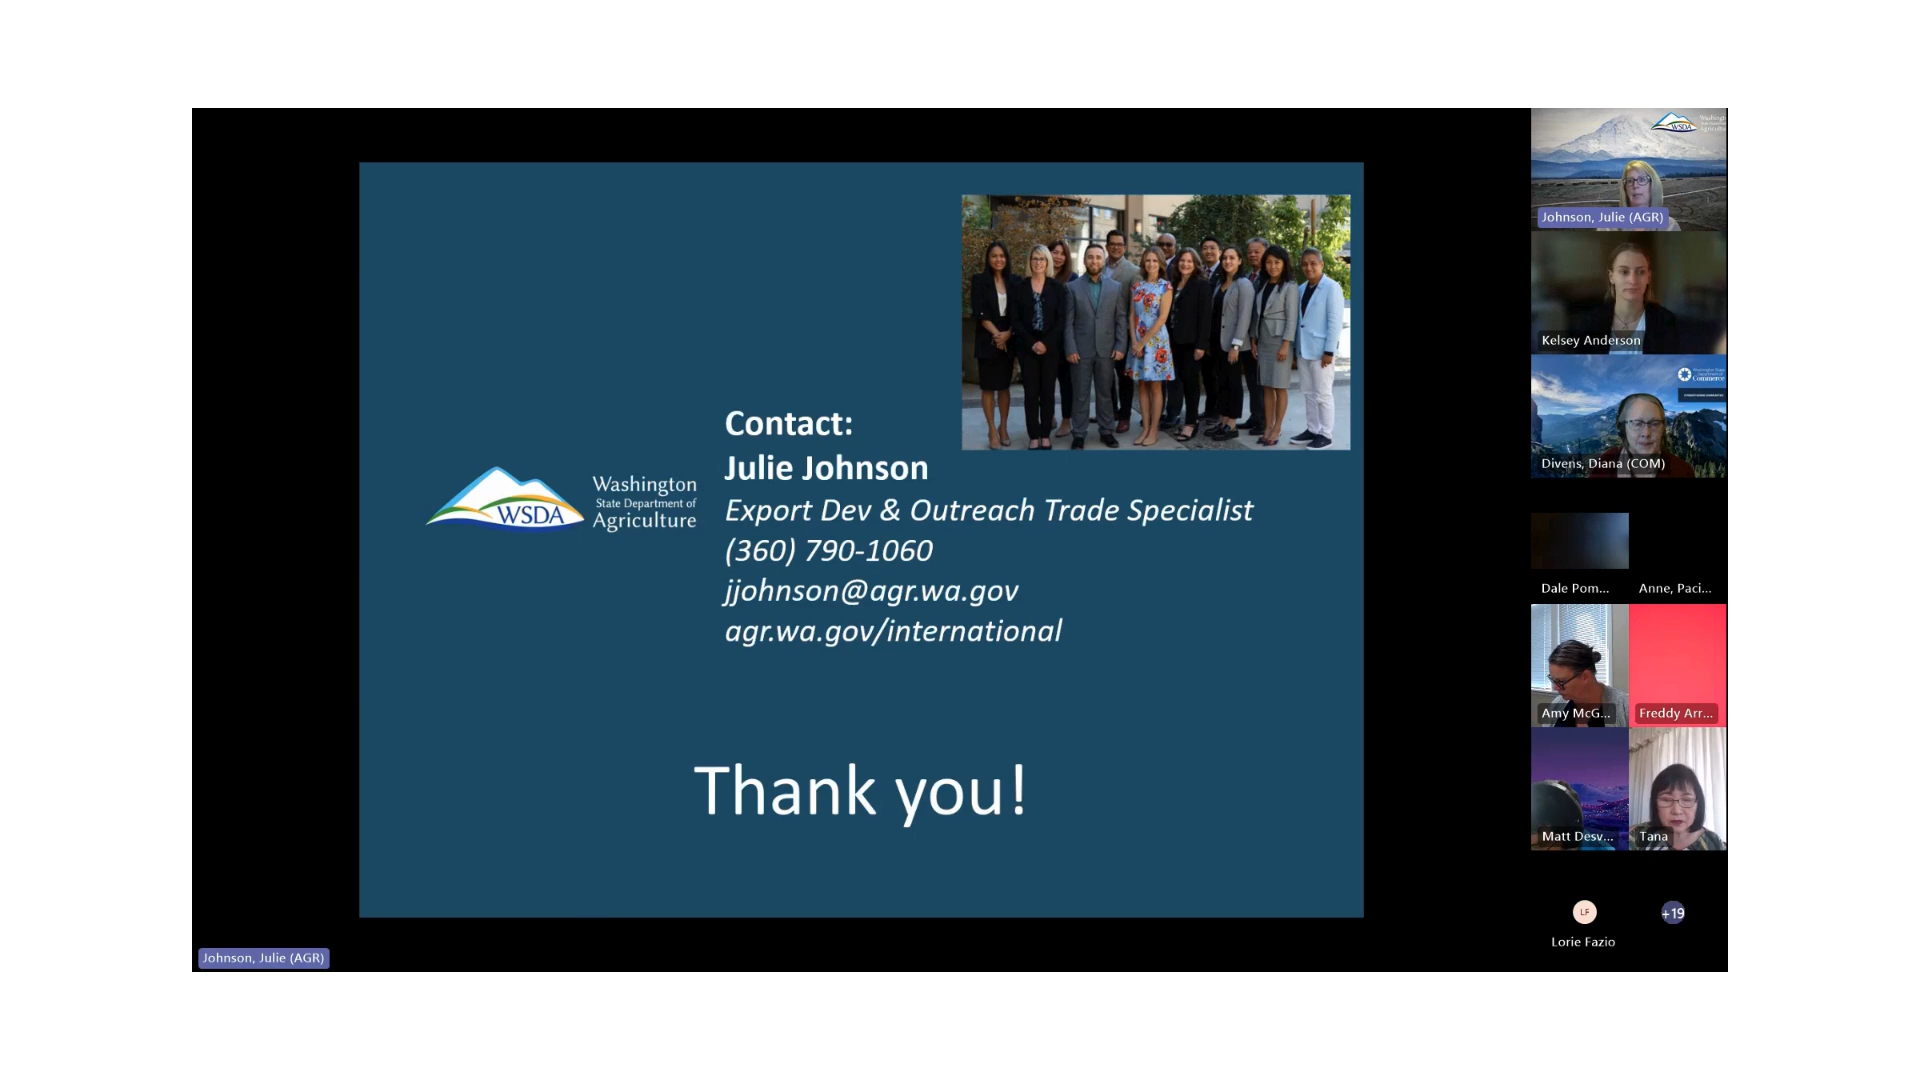 Contact:
Julie Johnson
Export Dev & Outreach Trade Specialist
(360) 790-1060
jjohnson@agr.wa.gov
agr.wa.gov/international
WSDA
Washington
State Department of
Agriculture
Thank you!
Johnson, Julie (AGR)
WSDA
Johnson, Julie (AGR)
Kelsey Anderson
Commerce
Divens, Diana (COM)
Dale Pom...
Anne, Paci...
Amy McG...
Freddy Arr...
Matt Desv...
Tana
LF
+19
Lorie Fazio